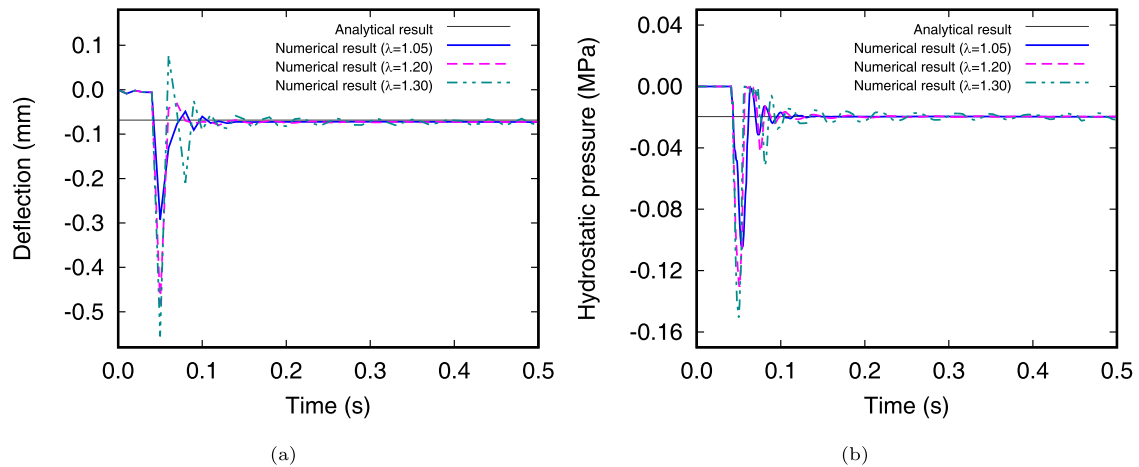 Analytical result
Numerical result (λ=1.05)
Numerical result (λ=1.20)
Numerical result (λ=1.30)
0.1
0.0
-0.1
-0.2
-0.3
-0.4
-0.5
Deflection (mm)
0.0 0.1 0.2 0.3 0.4 0.5
Time (s)
(a)
Analytical result
Numerical result (λ=1.05)
Numerical result (λ=1.20)
Numerical result (λ=1.30)
0.04
0.00
-0.04
-0.08
-0.12
-0.16
Hydrostatic pressure (MPa)
0.0 0.1 0.2 0.3 0.4 0.5
Time (s)
(b)